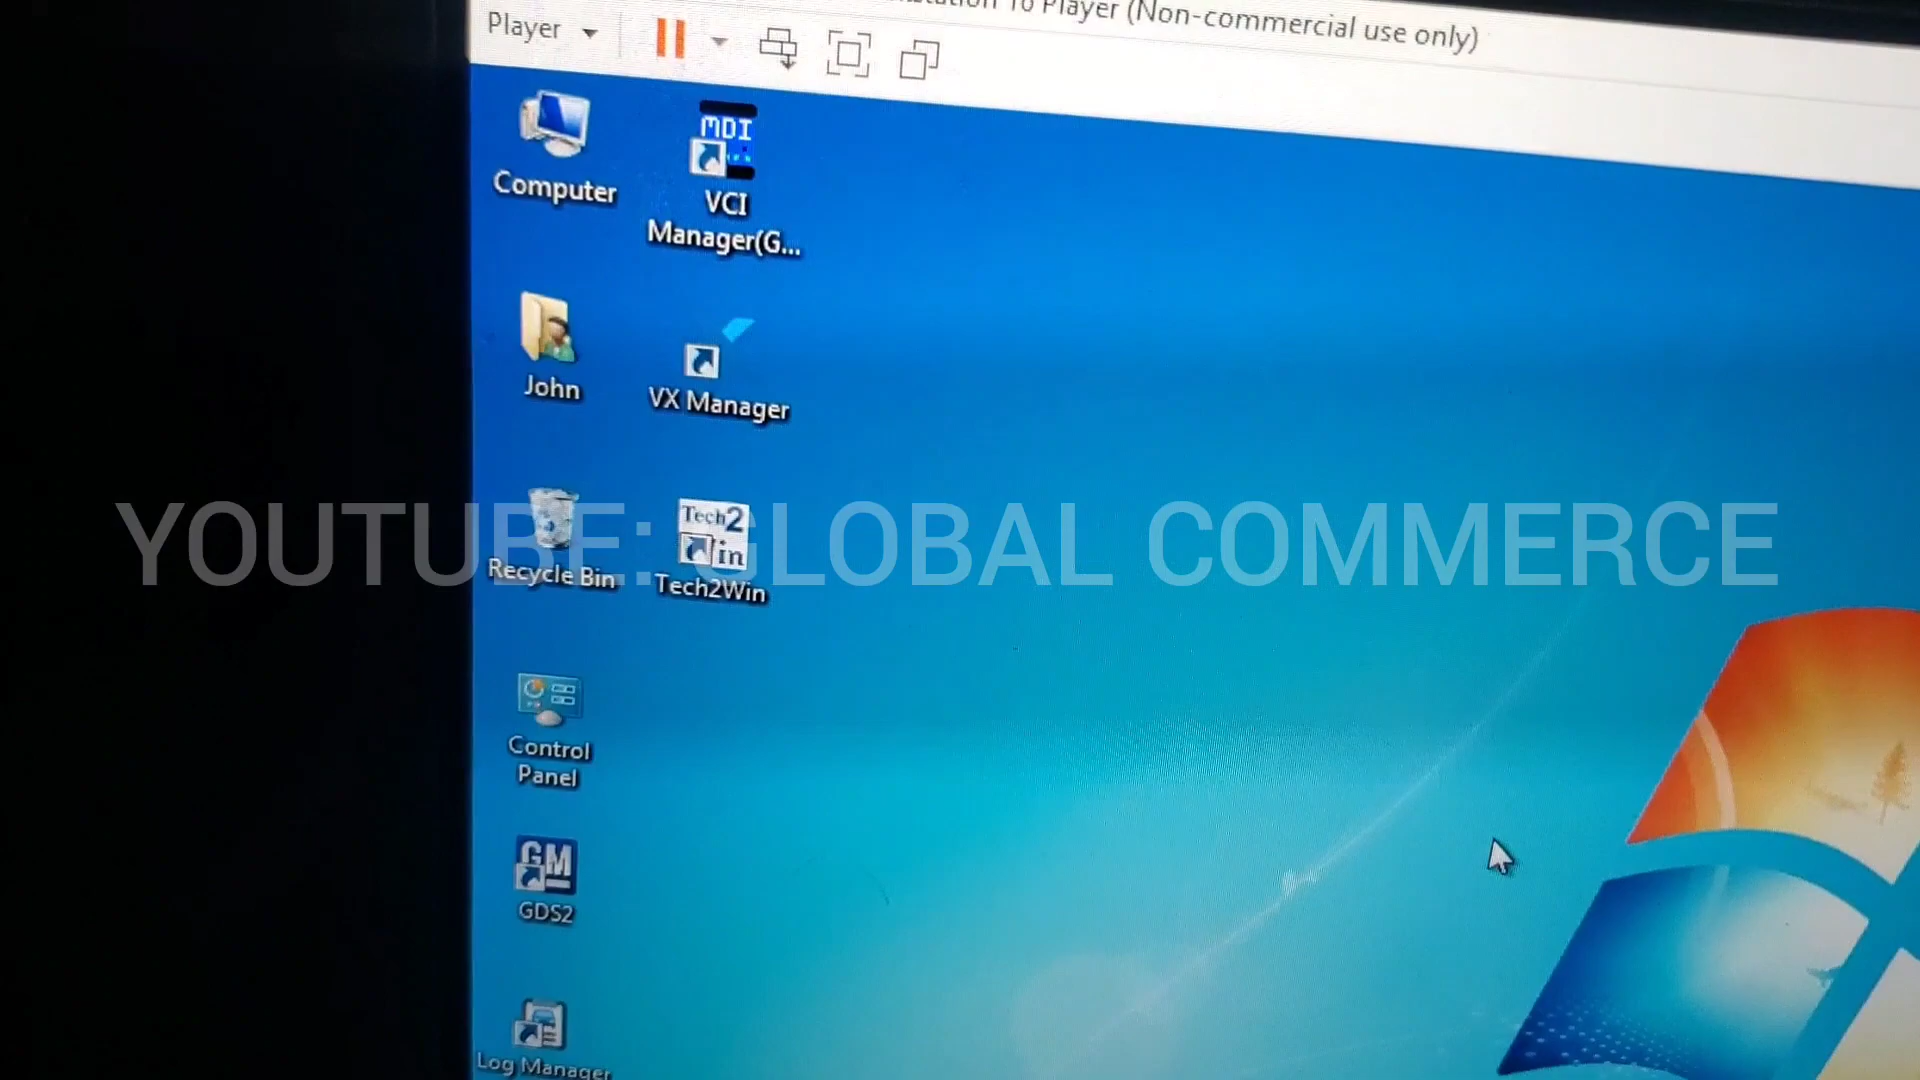 Player (Non-commercial use only)
Player
Computer
MDI
VCI
Manager(G...
John
VX Manager
YOUTUBE: GLOBAL COMMERCE
Recycle Bin
Tech2
in
Tech2Win
Control
Panel
GM
GDS2
Log Manager